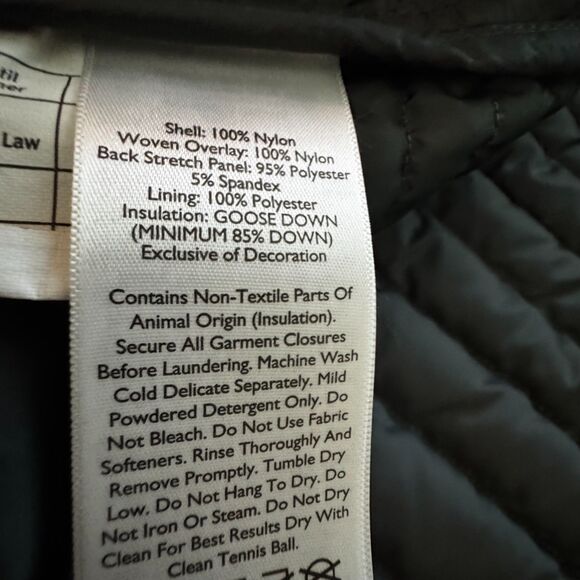 Law
Shell: 100% Nylon
Woven Overlay: 100% Nylon
Back Stretch Panel: 95% Polyester
5% Spandex
Lining: 100% Polyester
Insulation: GOOSE DOWN
(MINIMUM 85% DOWN)
Exclusive of Decoration
Contains Non-Textile Parts Of
Animal Origin (Insulation).
Secure All Garment Closures
Before Laundering. Machine Wash
Cold Delicate Separately. Mild
Powdered Detergent Only. Do
Not Bleach. Do Not Use Fabric
Softeners. Rinse Thoroughly And
Remove Promptly. Tumble Dry
Low. Do Not Hang To Dry. Do
Not Iron Or Steam. Do Not Dry
Clean For Best Results Dry With
Clean Tennis Ball.